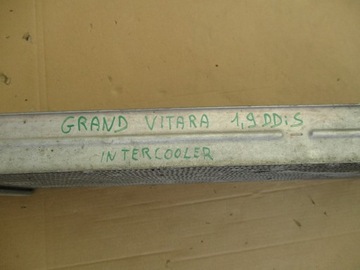 GRAND VITARA 1,9 DDiS
INTERCOOLER